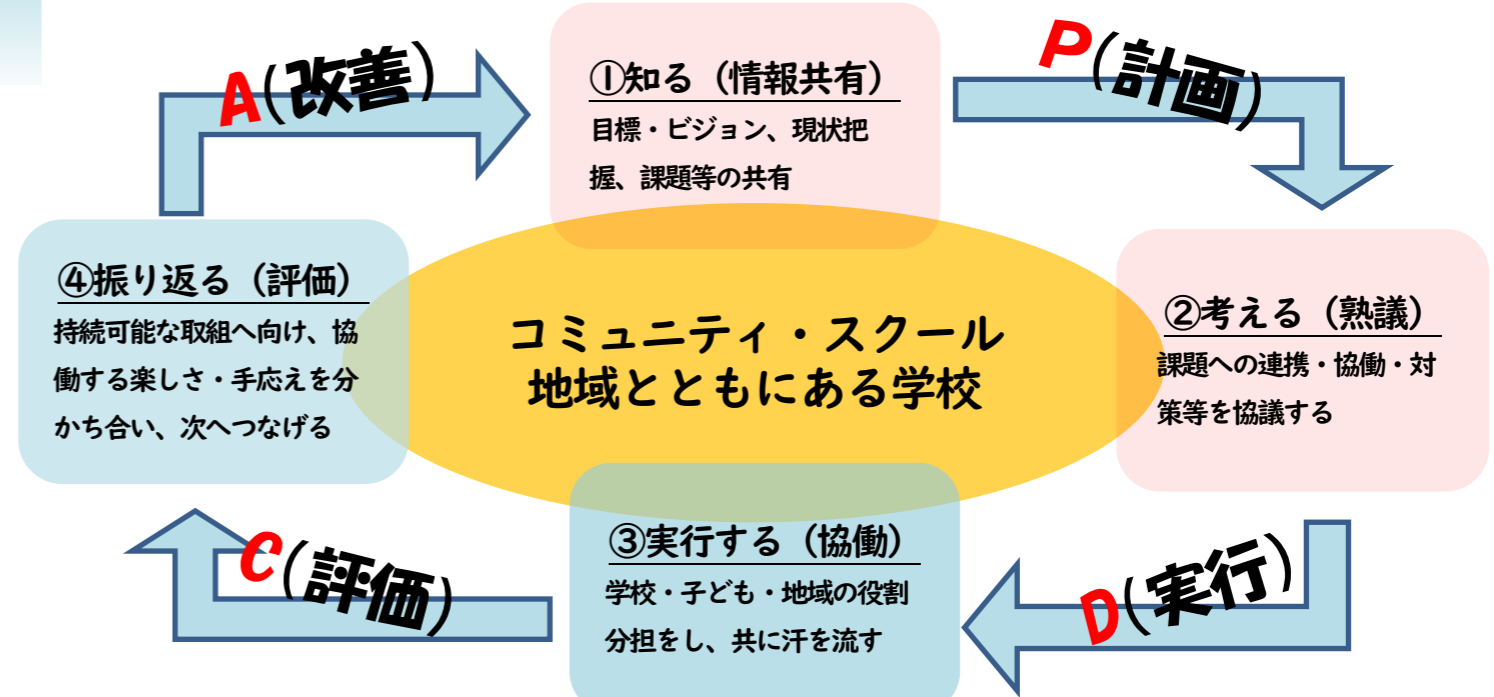 A(改善)
①知る（情報共有）
目標・ビジョン、現状把
握、課題等の共有
P(計画)
④振り返る（評価）
持続可能な取組へ向け、協
働する楽しさ・手応えを分
かち合い、次へつなげる
コミュニティ・スクール
地域とともにある学校
②考える（熟議）
課題への連携・協働・対
策等を協議する
C(評価)
③実行する（協働）
学校・子ども・地域の役割
分担をし、共に汗を流す
D(実行)